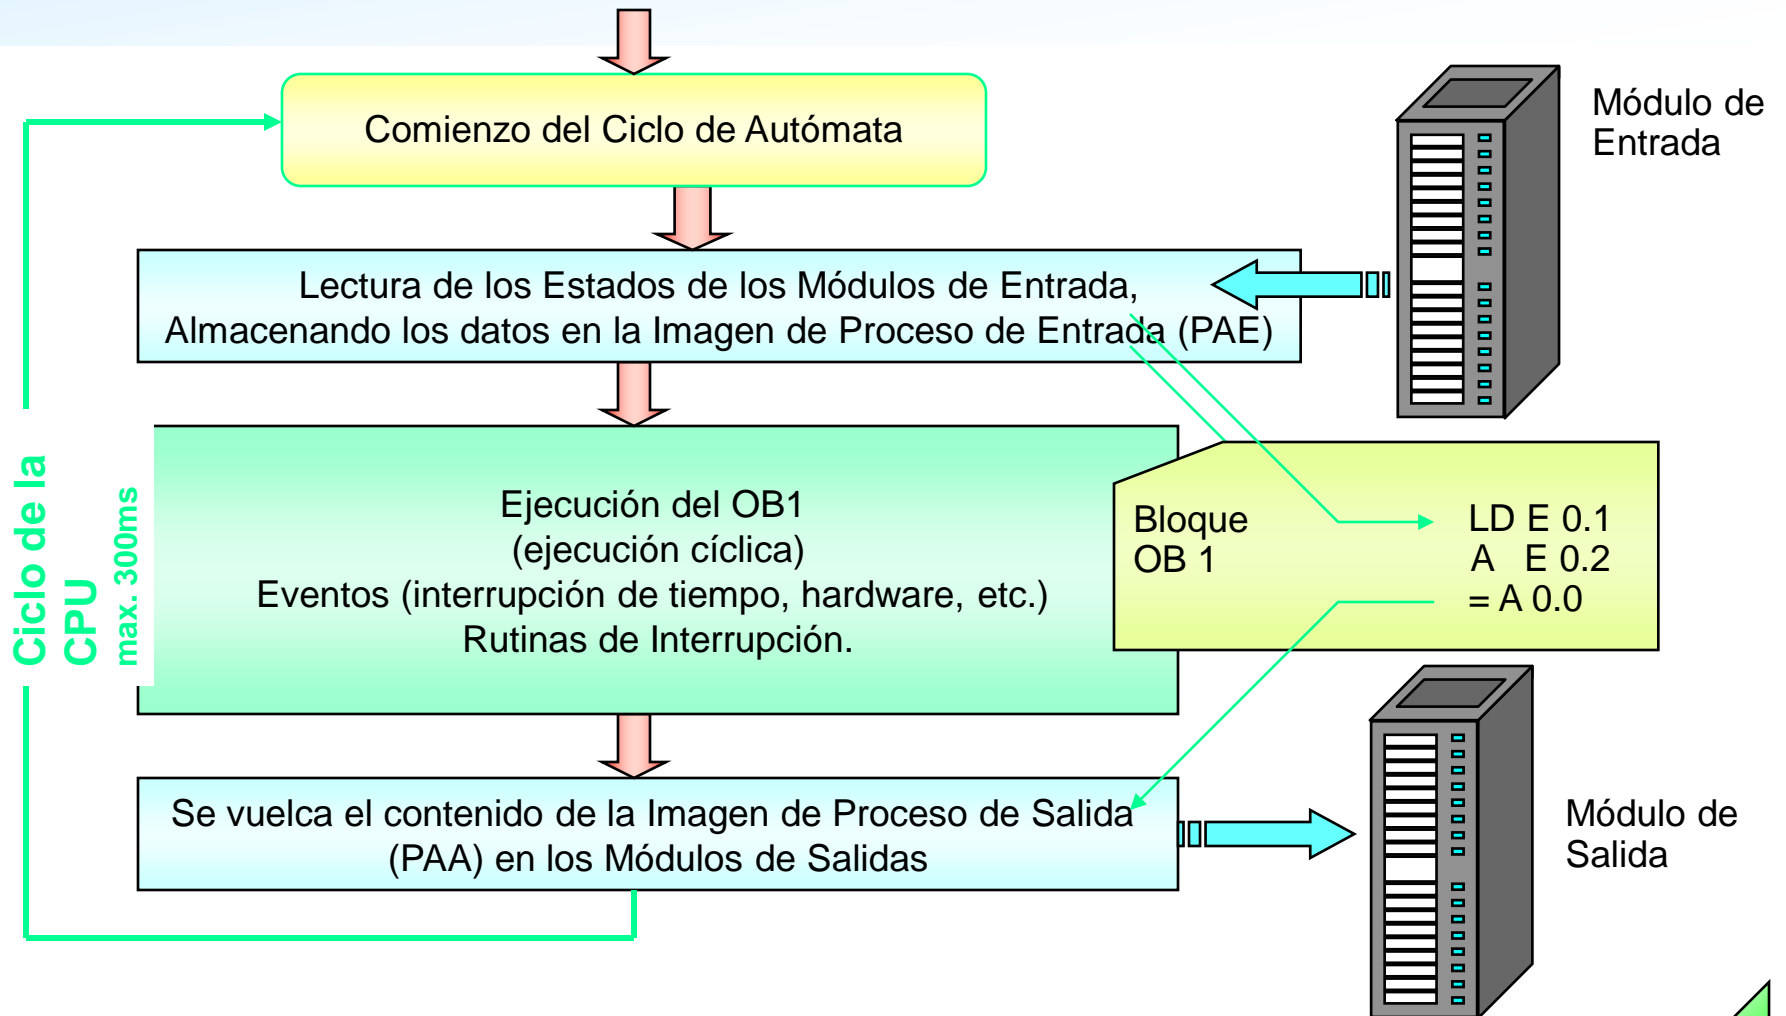 Comienzo del Ciclo de Autómata
Módulo de
Entrada
Lectura de los Estados de los Módulos de Entrada,
Almacenando los datos en la Imagen de Proceso de Entrada (PAE)
Ciclo de la
CPU
max. 300ms
Ejecución del OB1
(ejecución cíclica)
Eventos (interrupción de tiempo, hardware, etc.)
Rutinas de Interrupción.
Bloque
OB 1
LD E 0.1
A E 0.2
= A 0.0
Se vuelca el contenido de la Imagen de Proceso de Salida
(PAA) en los Módulos de Salidas
Módulo de
Salida